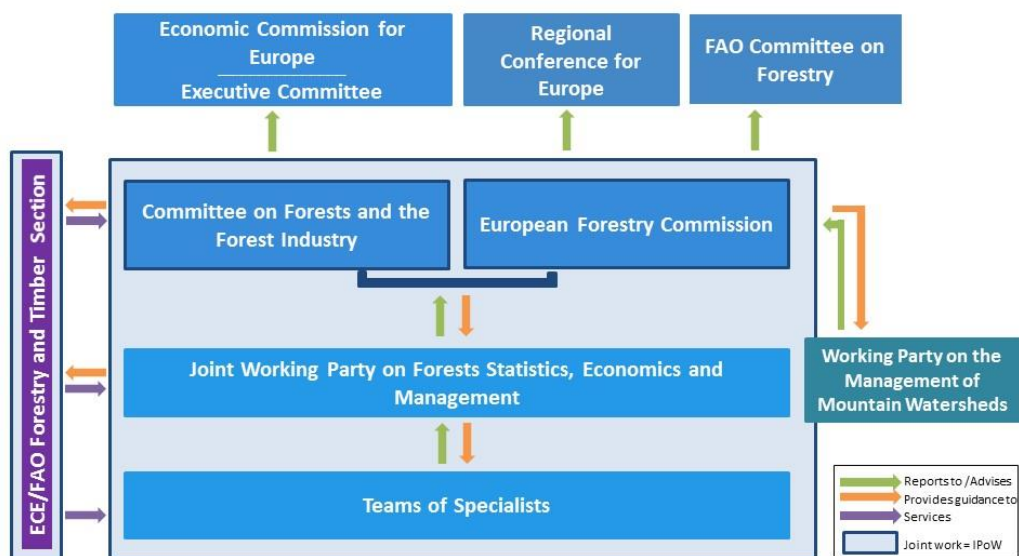 Economic Commission for
Europe
Executive Committee
Regional
Conference for
Europe
FAO Committee on
Forestry
ECE/FAO Forestry and Timber Section
Committee on Forests and the
Forest Industry
European Forestry Commission
Joint Working Party on Forests Statistics, Economics and
Management
Working Party on the
Management of
Mountain Watersheds
Teams of Specialists
Reports to /Advises
Provides guidance to
Services
Joint work = IPoW